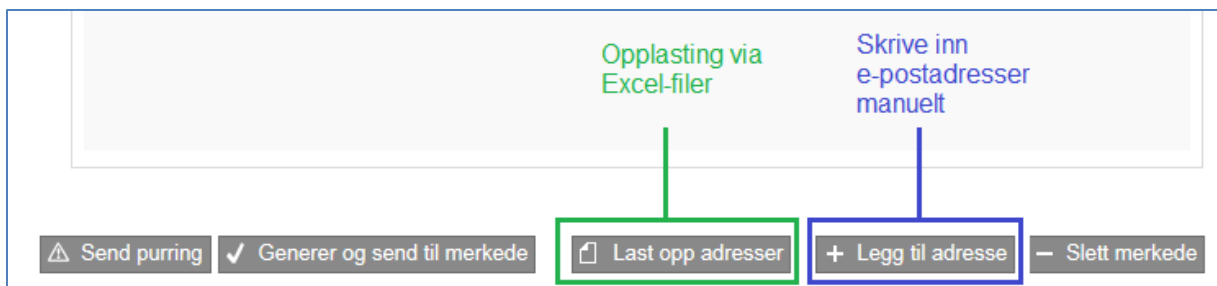 Opplasting via
Excel-filer
Skrive inn
e-postadresser
manuelt
Send purring
Generer og send til merkede
Last opp adresser
Legg til adresse
Slett merkede